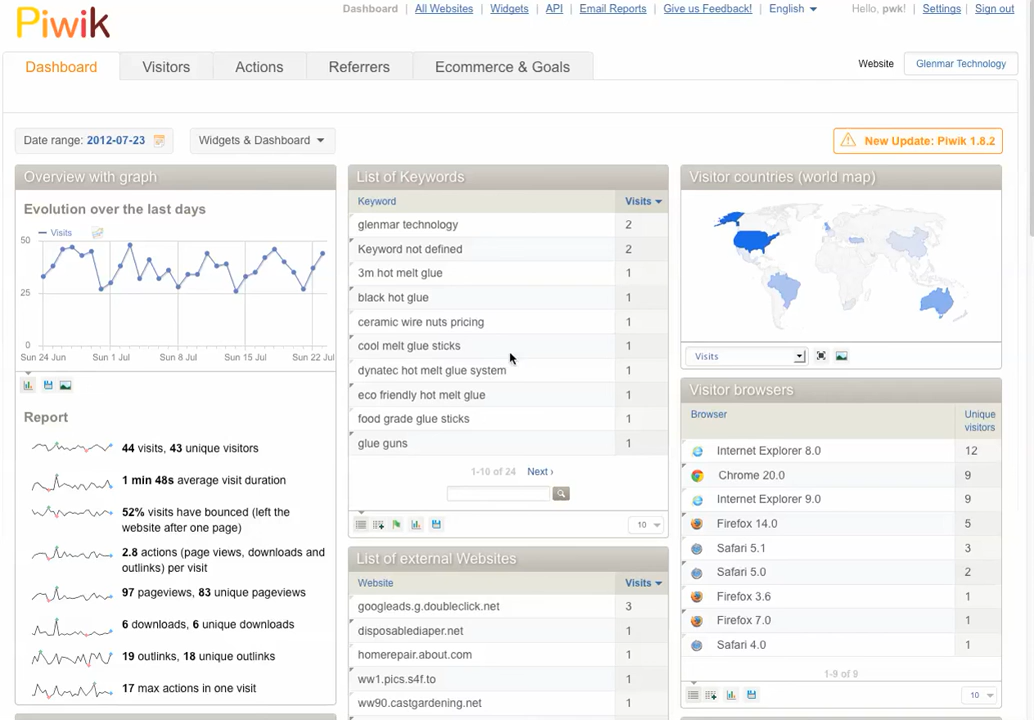 Piwik
Dashboard | All Websites | Widgets | API | Email Reports | Give us Feedback! | English
Hello, pwk! | Settings | Sign out
Dashboard
Visitors
Actions
Referrers
Ecommerce & Goals
Website
Glenmar Technology
Date range: 2012-07-23
Widgets & Dashboard
New Update: Piwik 1.8.2
Overview with graph
Evolution over the last days
Visits
50
25
0
Sun 24 Jun
Sun 1 Jul
Sun 8 Jul
Sun 15 Jul
Sun 22 Jul
Report
44 visits, 43 unique visitors
1 min 48s average visit duration
52% visits have bounced (left the
website after one page)
2.8 actions (page views, downloads and
outlinks) per visit
97 pageviews, 83 unique pageviews
6 downloads, 6 unique downloads
19 outlinks, 18 unique outlinks
17 max actions in one visit
List of Keywords
Keyword Visits
glenmar technology 2
Keyword not defined 2
3m hot melt glue 1
black hot glue 1
ceramic wire nuts pricing 1
cool melt glue sticks 1
dynatec hot melt glue system 1
eco friendly hot melt glue 1
food grade glue sticks 1
glue guns 1
1-10 of 24 Next ›
10
List of external Websites
Website Visits
googleads.g.doubleclick.net 3
disposablediaper.net 1
homerepair.about.com 1
ww1.pics.s4f.to 1
ww90.castgardening.net 1
Visitor countries (world map)
Visits
Visitor browsers
Browser Unique
visitors
Internet Explorer 8.0 12
Chrome 20.0 9
Internet Explorer 9.0 9
Firefox 14.0 5
Safari 5.1 3
Safari 5.0 2
Firefox 3.6 1
Firefox 7.0 1
Safari 4.0 1
1-9 of 9
10